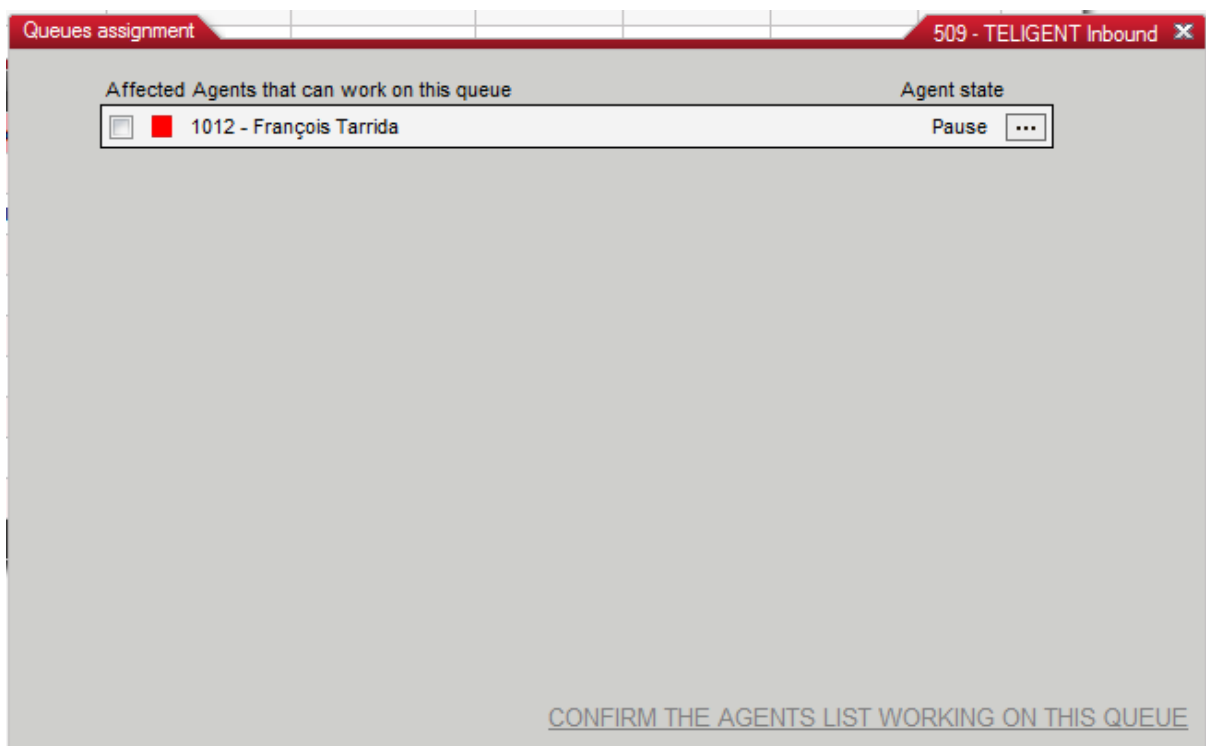 Queues assignment 509 - TELIGENT Inbound
Affected Agents that can work on this queue Agent state
1012 - François Tarrida Pause ...
CONFIRM THE AGENTS LIST WORKING ON THIS QUEUE